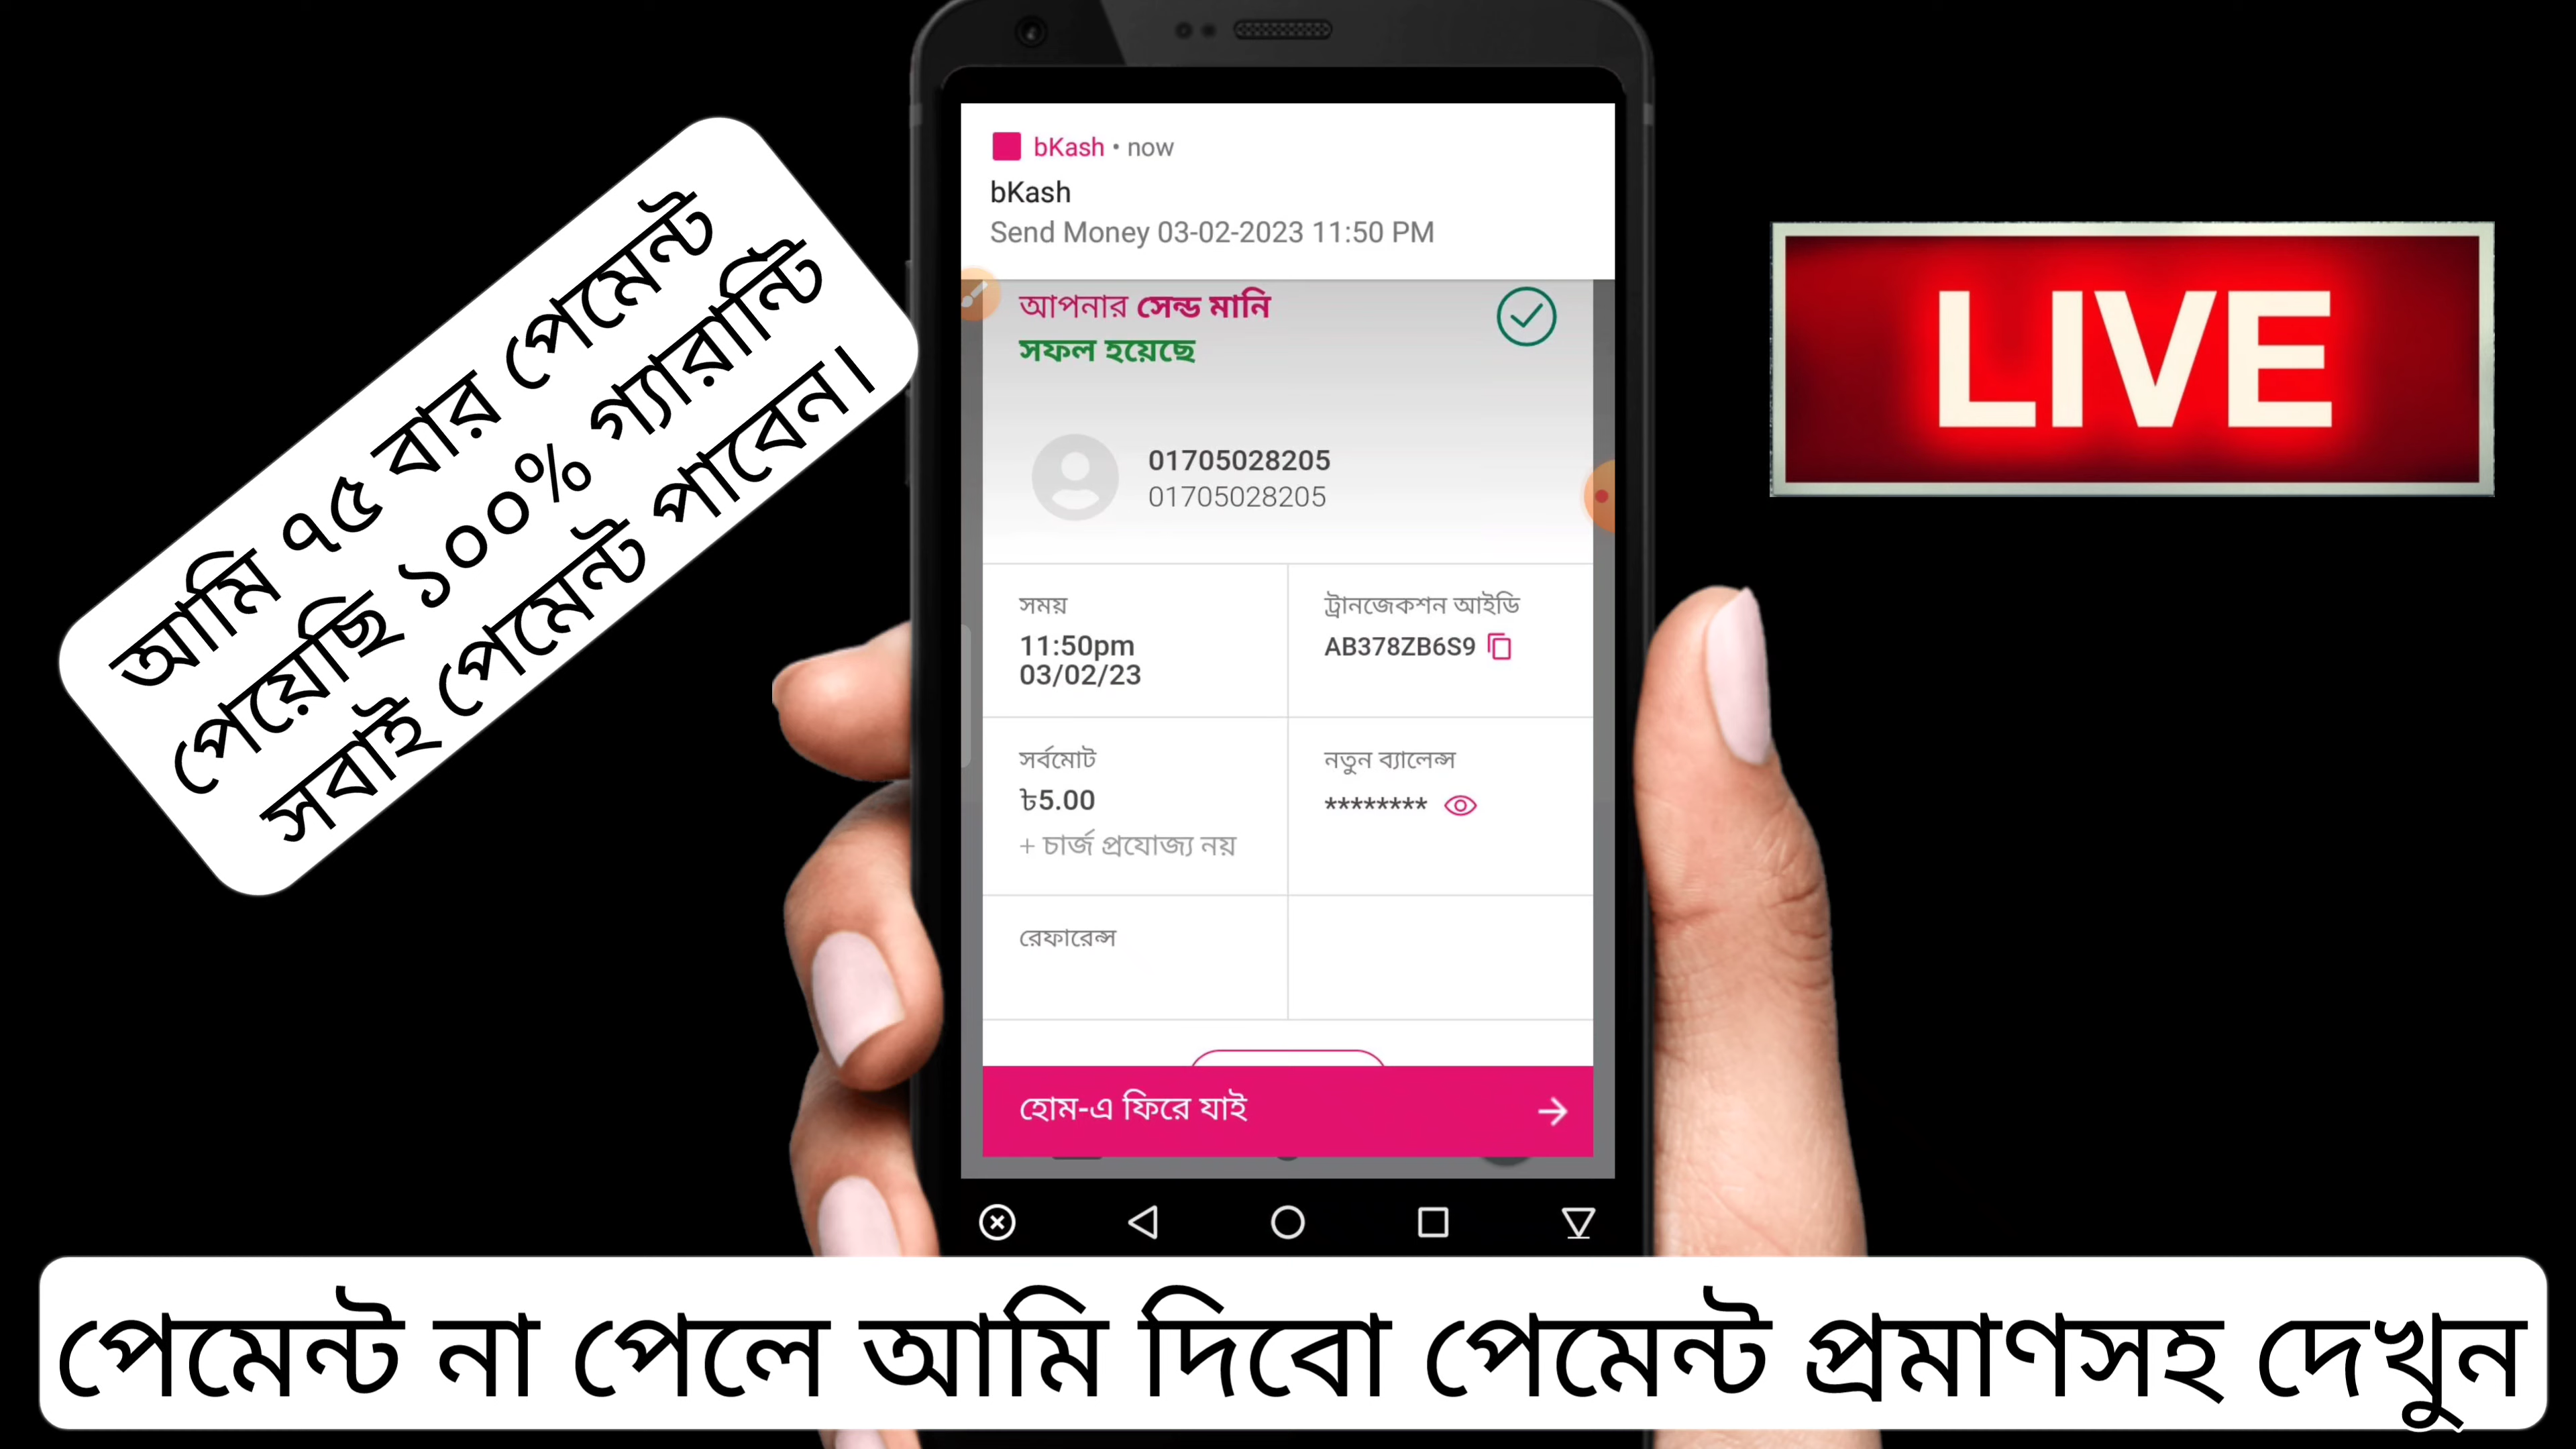 আমি ৭৫ বার পেমেন্ট
পেয়েছি ১০০% গ্যারান্টি
সবাই পেমেন্ট পাবেন।
bKash • now
bKash
Send Money 03-02-2023 11:50 PM
আপনার সেন্ড মানি
সফল হয়েছে
01705028205
01705028205
সময়
11:50pm
03/02/23
ট্রানজেকশন আইডি
AB378ZB6S9
সর্বমোট
৳5.00
+ চার্জ প্রযোজ্য নয়
নতুন ব্যালেন্স
********
রেফারেন্স
হোম-এ ফিরে যাই
LIVE
পেমেন্ট না পেলে আমি দিবো পেমেন্ট প্রমাণসহ দেখুন